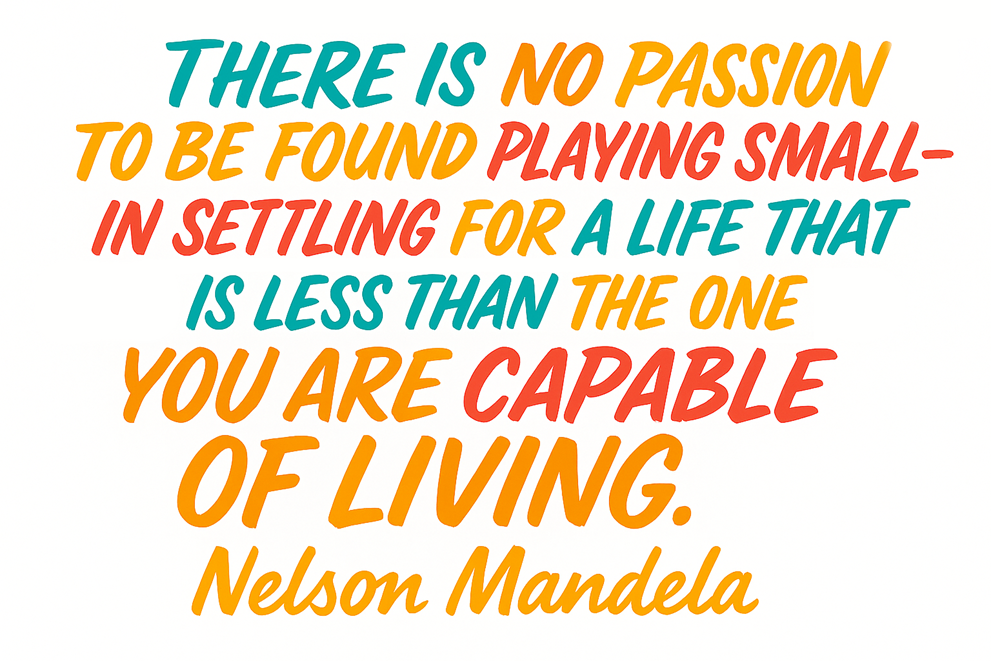 THERE IS NO PASSION
TO BE FOUND PLAYING SMALL–
IN SETTLING FOR A LIFE THAT
IS LESS THAN THE ONE
YOU ARE CAPABLE
OF LIVING.
Nelson Mandela